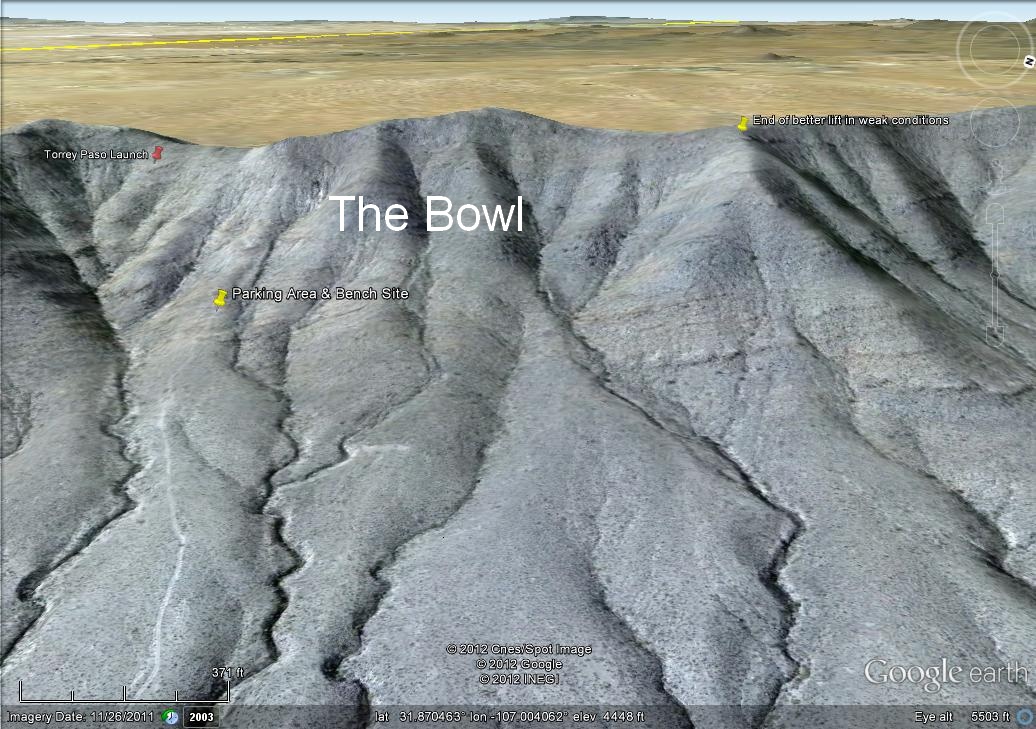 N
End of better lift in weak conditions
Torrey Paso Launch
The Bowl
Parking Area & Bench Site
371 ft
© 2012 Cnes/Spot Image
© 2012 Google
© 2012 INEGI
Google earth
Imagery Date: 11/26/2011 2003 lat 31.870463° lon -107.004062° elev 4448 ft Eye alt 5503 ft